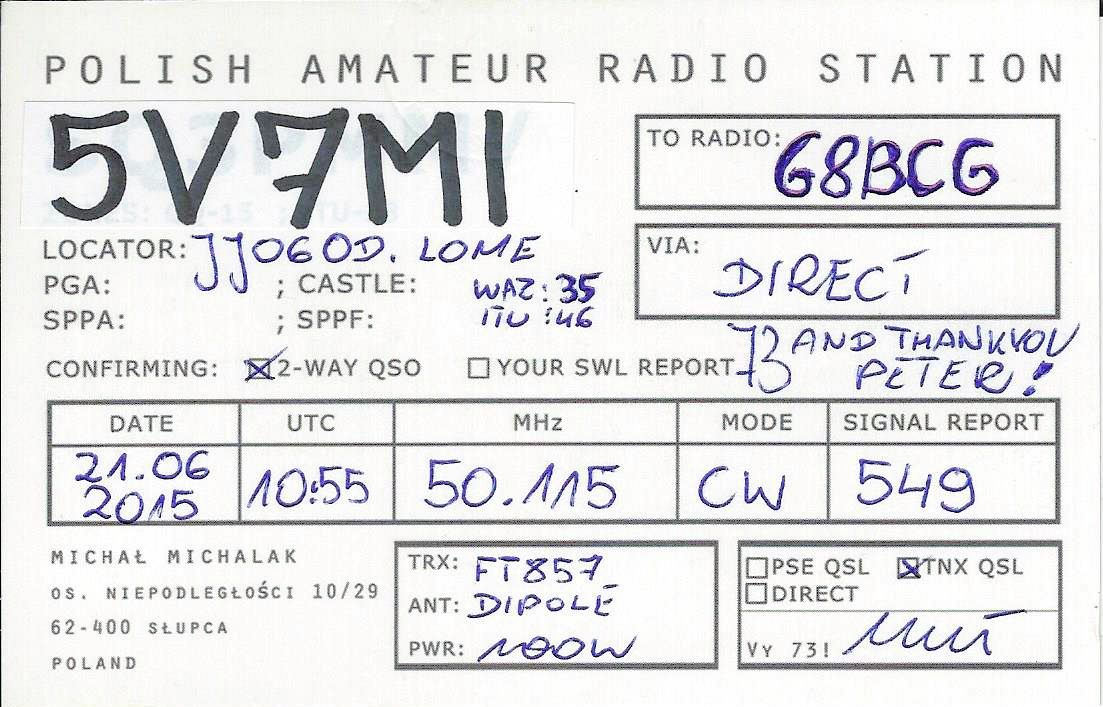 POLISH AMATEUR RADIO STATION
5V7MI
TO RADIO: G8BCG
LOCATOR: JJ06OD. LOME
VIA: DIRECT
PGA: ; CASTLE: WAZ: 35
SPPA: ; SPPF: ITU: 46
73 AND THANKYOU
PETER!
CONFIRMING: ☒ 2-WAY QSO ☐ YOUR SWL REPORT
DATE UTC MHz MODE SIGNAL REPORT
21.06 2015 10:55 50.115 CW 549
MICHAŁ MICHALAK
OS. NIEPODLEGŁOŚCI 10/29
62-400 SŁUPCA
POLAND
TRX: FT857
ANT: DIPOLE
PWR: 100W
☐ PSE QSL ☒ TNX QSL
☐ DIRECT
Vy 73!